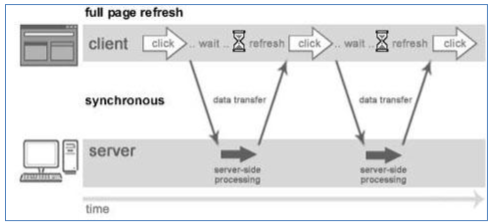 full page refresh
client click .. wait .. refresh click .. wait .. refresh click
synchronous data transfer data transfer
server
server-side server-side
processing processing
time